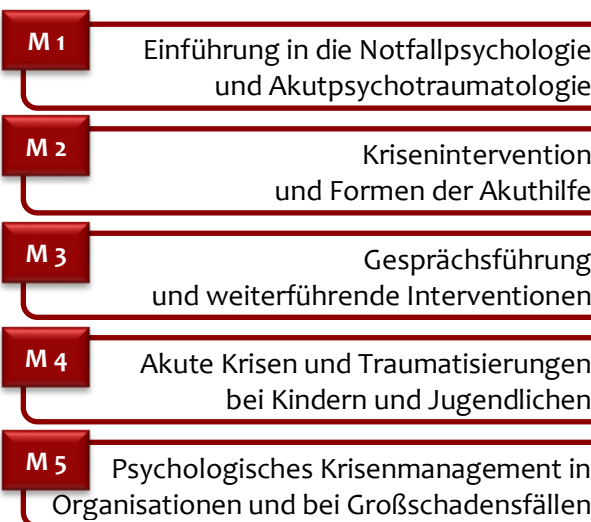 M 1
Einführung in die Notfallpsychologie
und Akutpsychotraumatologie
M 2
Krisenintervention
und Formen der Akuthilfe
M 3
Gesprächsführung
und weiterführende Interventionen
M 4
Akute Krisen und Traumatisierungen
bei Kindern und Jugendlichen
M 5
Psychologisches Krisenmanagement in
Organisationen und bei Großschadensfällen